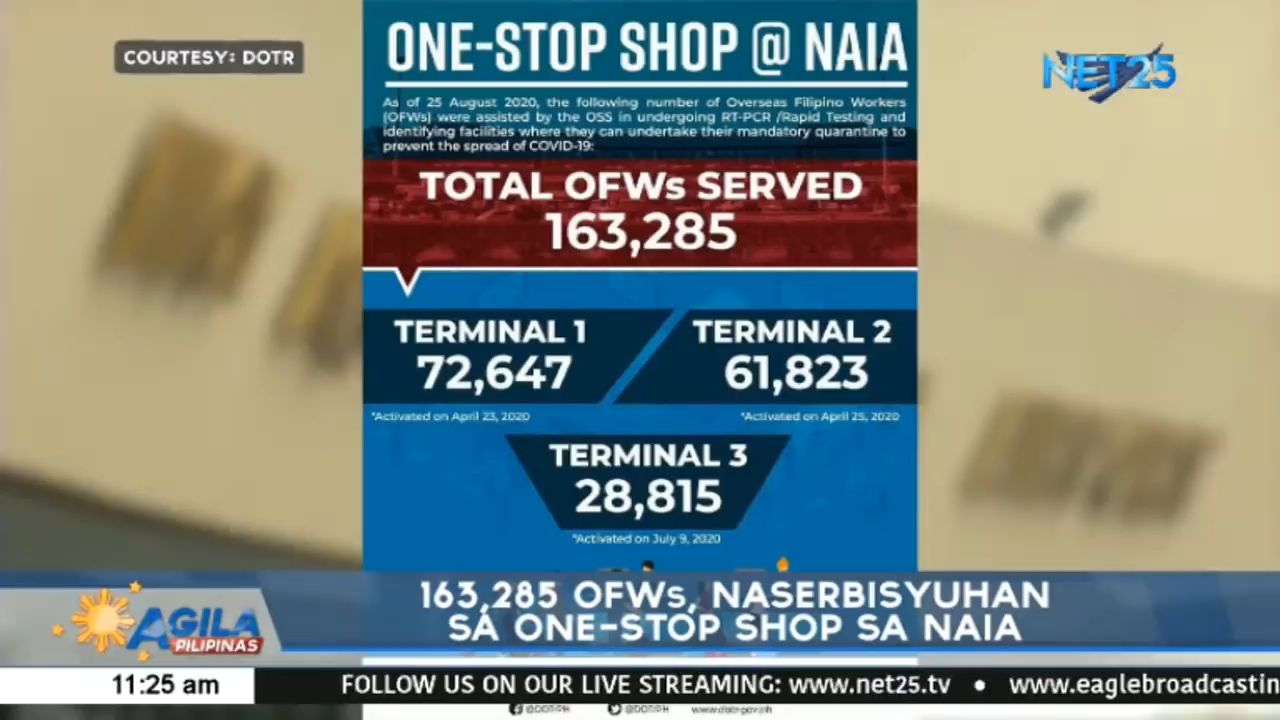 COURTESY: DOTR
NET25
ONE-STOP SHOP @ NAIA
As of 25 August 2020, the following number of Overseas Filipino Workers
(OFWs) were assisted by the OSS in undergoing RT-PCR /Rapid Testing and
identifying facilities where they can undertake their mandatory quarantine to
prevent the spread of COVID-19:
TOTAL OFWs SERVED
163,285
TERMINAL 1
72,647
*Activated on April 23, 2020
TERMINAL 2
61,823
*Activated on April 25, 2020
TERMINAL 3
28,815
*Activated on July 9, 2020
163,285 OFWs, NASERBISYUHAN
SA ONE-STOP SHOP SA NAIA
AGILA
PILIPINAS
11:25 am
FOLLOW US ON OUR LIVE STREAMING: www.net25.tv • www.eaglebroadcastin